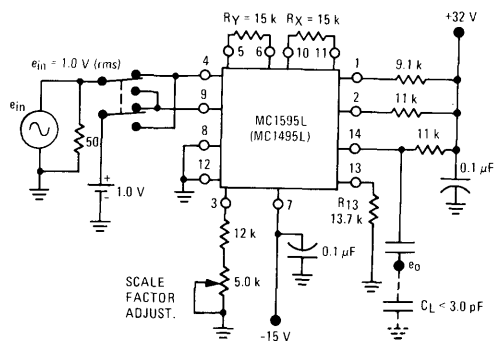 RY = 15 k
RX = 15 k
+32 V
ein = 1.0 V (rms)
4
5
6
10
11
1
9.1 k
ein
50
9
MC1595L
(MC1495L)
2
11 k
8
14
11 k
12
13
0.1 µF
+
-
1.0 V
3
7
R13
13.7 k
12 k
0.1 µF
eo
SCALE
FACTOR
ADJUST.
5.0 k
CL < 3.0 pF
-15 V